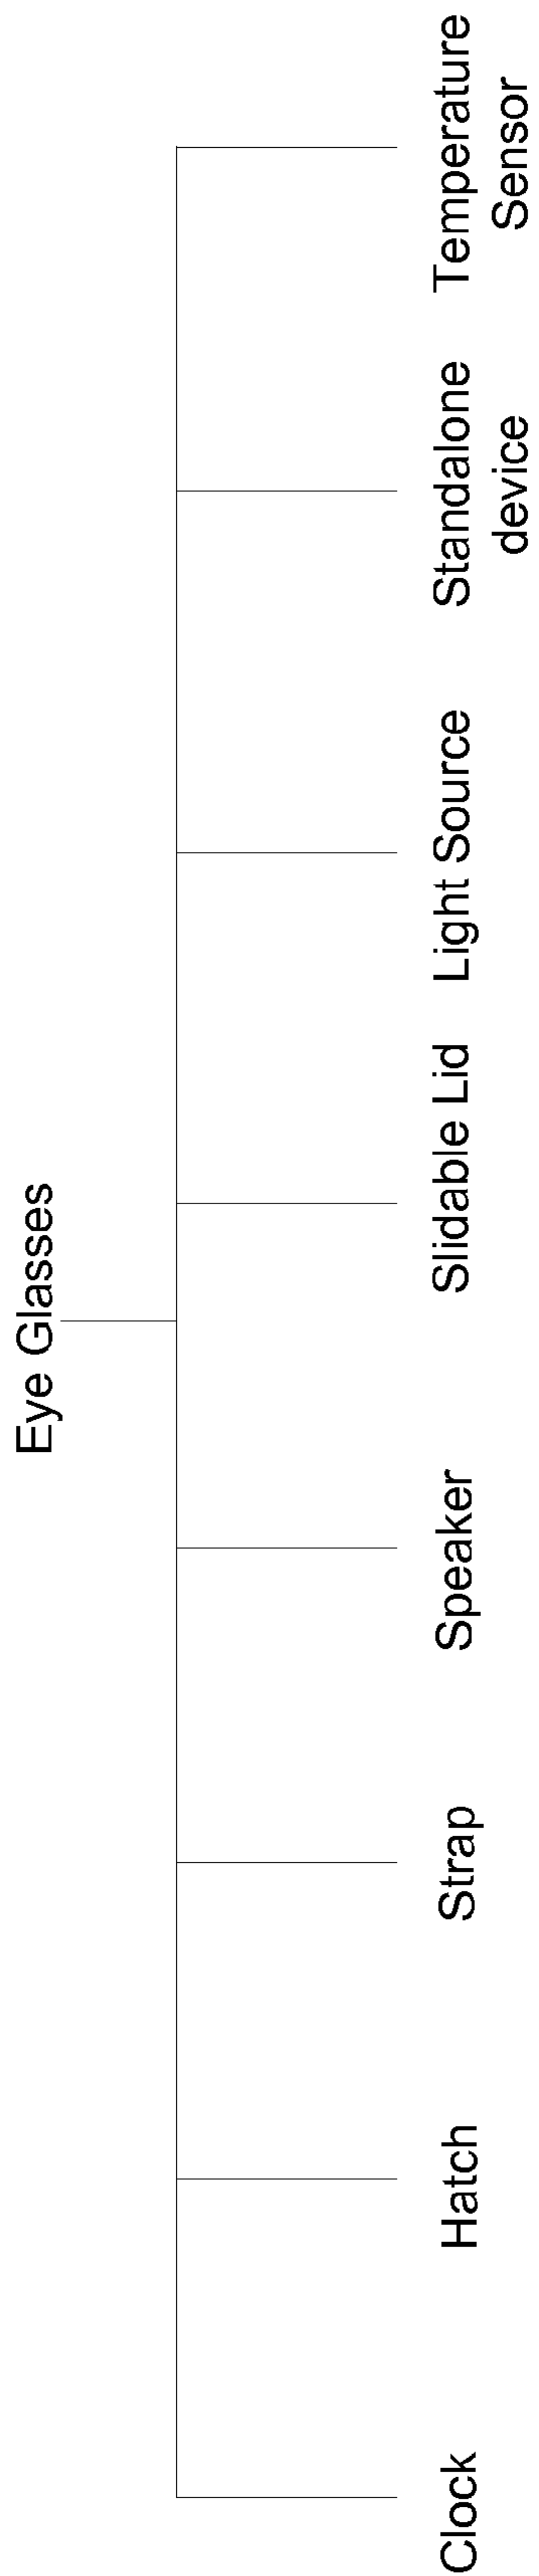 Eye Glasses
Clock
Hatch
Strap
Speaker
Slidable Lid
Light Source
Standalone
device
Temperature
Sensor